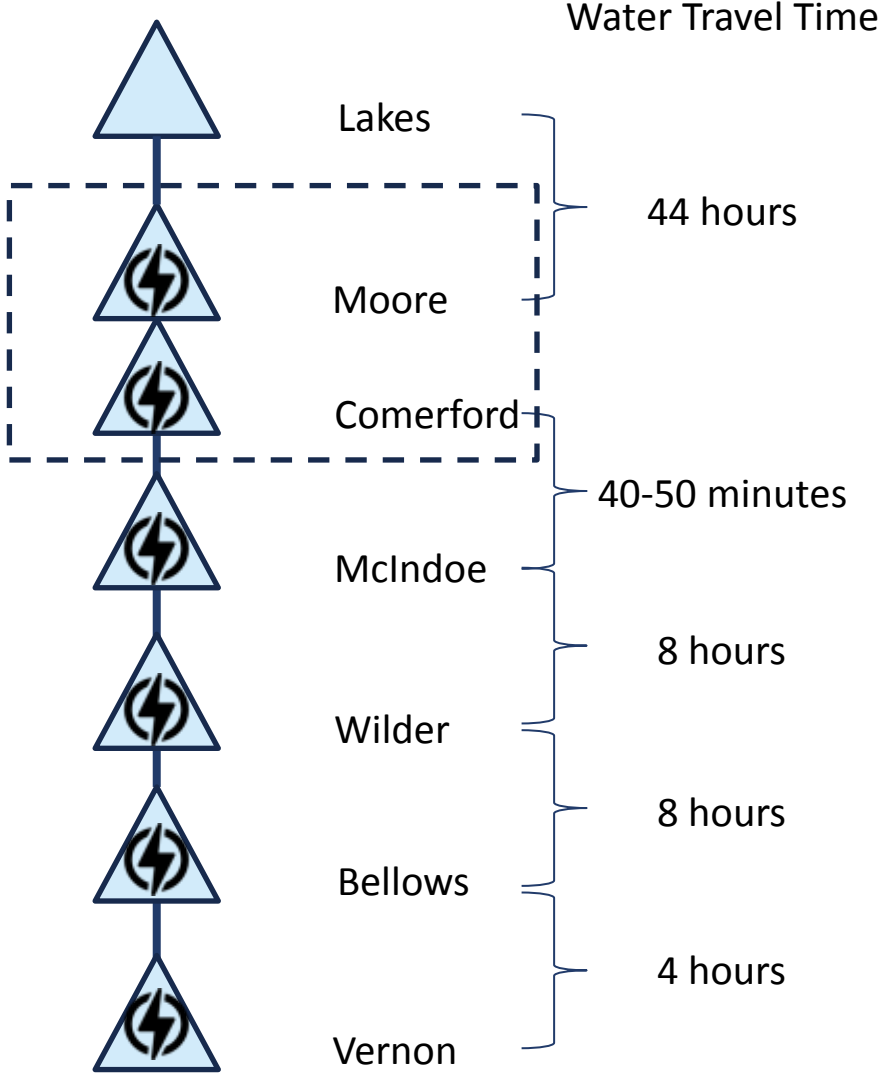 Water Travel Time
Lakes
44 hours
Moore
Comerford
40-50 minutes
McIndoe
8 hours
Wilder
8 hours
Bellows
4 hours
Vernon